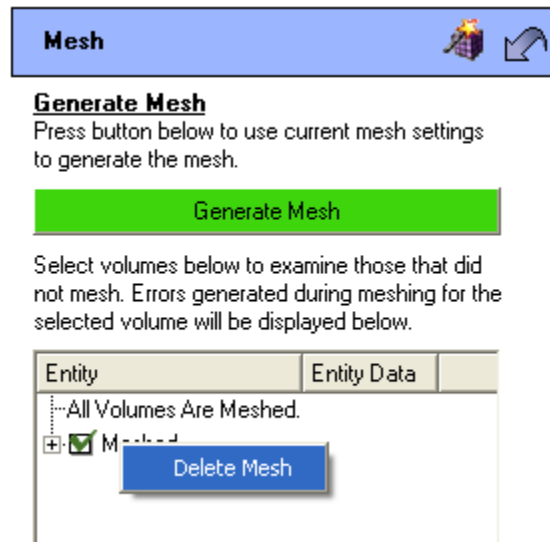 Mesh
Generate Mesh
Press button below to use current mesh settings
to generate the mesh.
Generate Mesh
Select volumes below to examine those that did
not mesh. Errors generated during meshing for the
selected volume will be displayed below.
Entity Entity Data
All Volumes Are Meshed.
Meshed
Delete Mesh